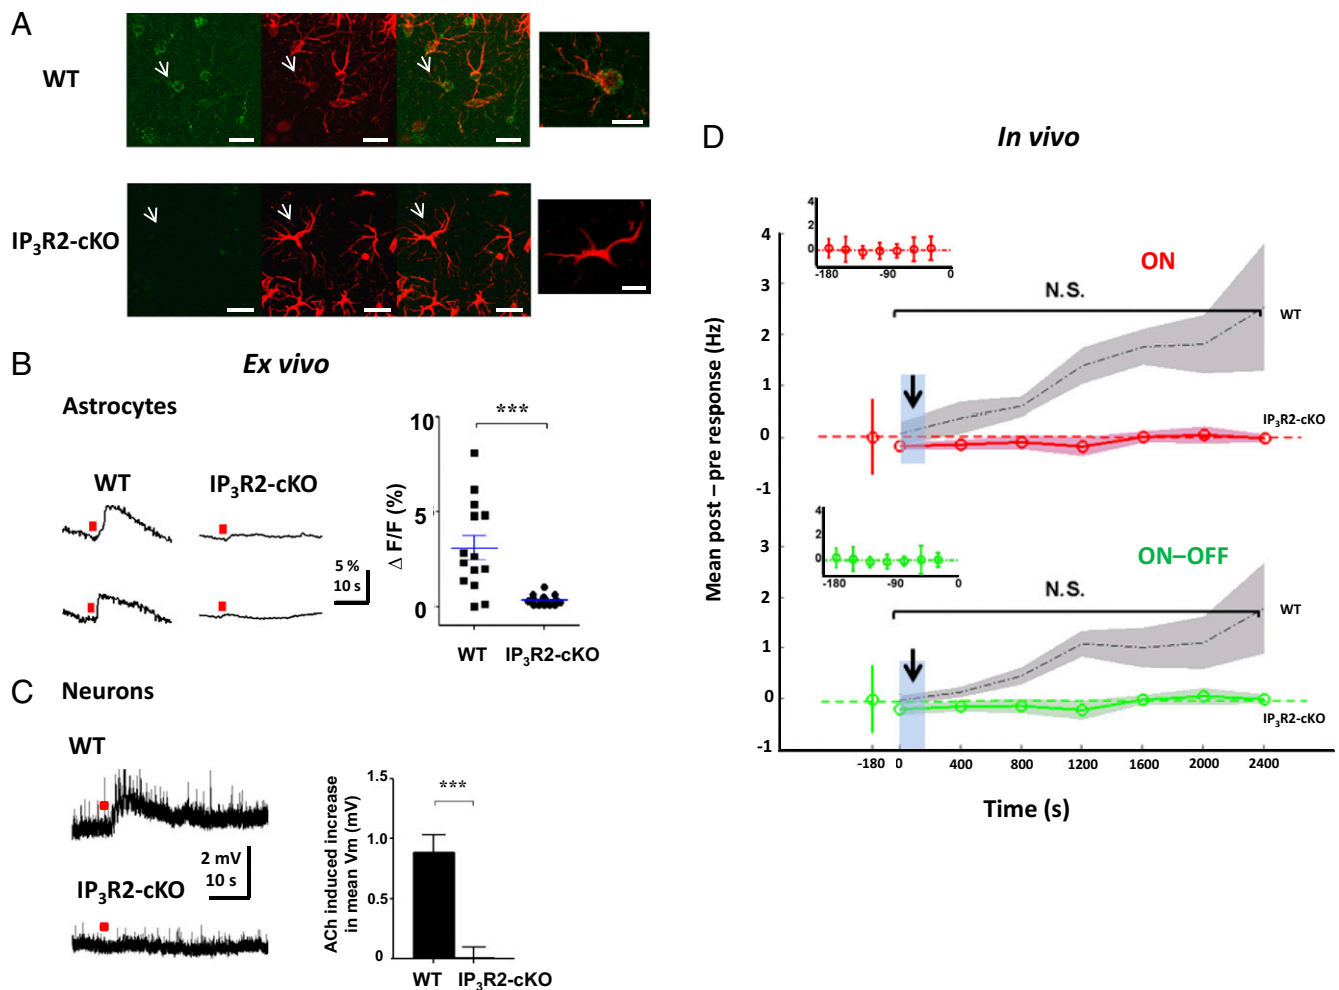 A
WT
IP3R2-cKO
B
Ex vivo
Astrocytes
WT
IP3R2-cKO
5 %
10 s
Δ F/F (%)
10
5
0
***
WT
IP3R2-cKO
C
Neurons
WT
2 mV
10 s
IP3R2-cKO
ACh induced increase
in mean Vm (mV)
1.5
1.0
0.5
0
***
WT
IP3R2-cKO
D
In vivo
Mean post – pre response (Hz)
4
3
2
1
0
-1
4
2
0
-180
-90
0
ON
N.S.
WT
IP3R2-cKO
3
2
1
0
-1
4
2
0
-180
-90
0
ON–OFF
N.S.
WT
IP3R2-cKO
-180
0
400
800
1200
1600
2000
2400
Time (s)